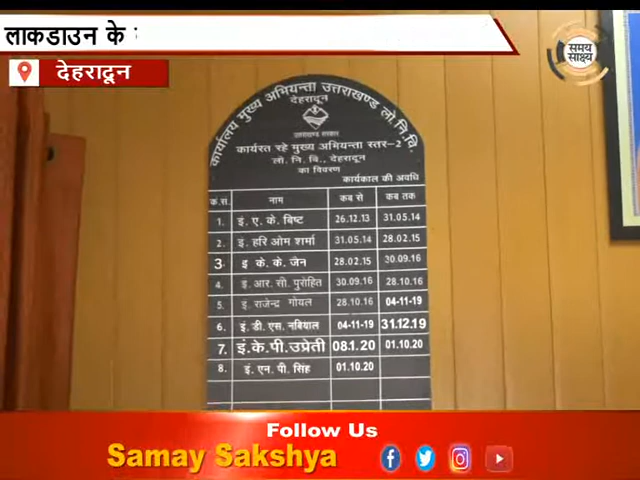 लाकडाउन के
देहरादून
समय
साक्ष्य
कार्यालय मुख्य अभियन्ता उत्तराखण्ड लो.नि.वि.
देहरादून
उत्तराखण्ड सरकार
कार्यरत रहे मुख्य अभियन्ता स्तर-2
लो. नि. वि., देहरादून
का विवरण
कार्यकाल की अवधि
क्र.स. नाम कब से कब तक
1. इं. ए. के. बिष्ट 26.12.13 31.05.14
2. इं. हरि ओम शर्मा 31.05.14 28.02.15
3. इं के. के. जैन 28.02.15 30.09.16
4. इं. आर. सी. पुरोहित 30.09.16 28.10.16
5. इं. राजेन्द्र गोयल 28.10.16 04-11-19
6. इं. डी. एस. नबियाल 04-11-19 31.12.19
7. इं.के.पी.उप्रेती 08.1.20 01.10.20
8. इं. एन. पी. सिंह 01.10.20
Follow Us
Samay Sakshya